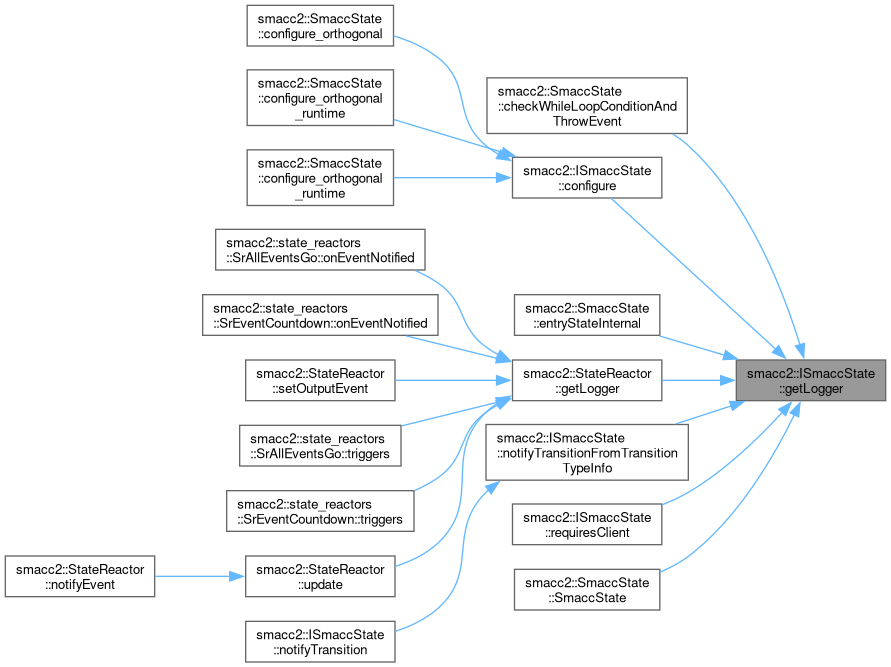 smacc2::SmaccState
::configure_orthogonal
smacc2::SmaccState
::configure_orthogonal
_runtime
smacc2::SmaccState
::configure_orthogonal
_runtime
smacc2::SmaccState
::checkWhileLoopConditionAnd
ThrowEvent
smacc2::ISmaccState
::configure
smacc2::state_reactors
::SrAllEventsGo::onEventNotified
smacc2::state_reactors
::SrEventCountdown::onEventNotified
smacc2::StateReactor
::setOutputEvent
smacc2::state_reactors
::SrAllEventsGo::triggers
smacc2::state_reactors
::SrEventCountdown::triggers
smacc2::StateReactor
::notifyEvent
smacc2::StateReactor
::update
smacc2::ISmaccState
::notifyTransition
smacc2::SmaccState
::entryStateInternal
smacc2::StateReactor
::getLogger
smacc2::ISmaccState
::notifyTransitionFromTransition
TypeInfo
smacc2::ISmaccState
::requiresClient
smacc2::SmaccState
::SmaccState
smacc2::ISmaccState
::getLogger